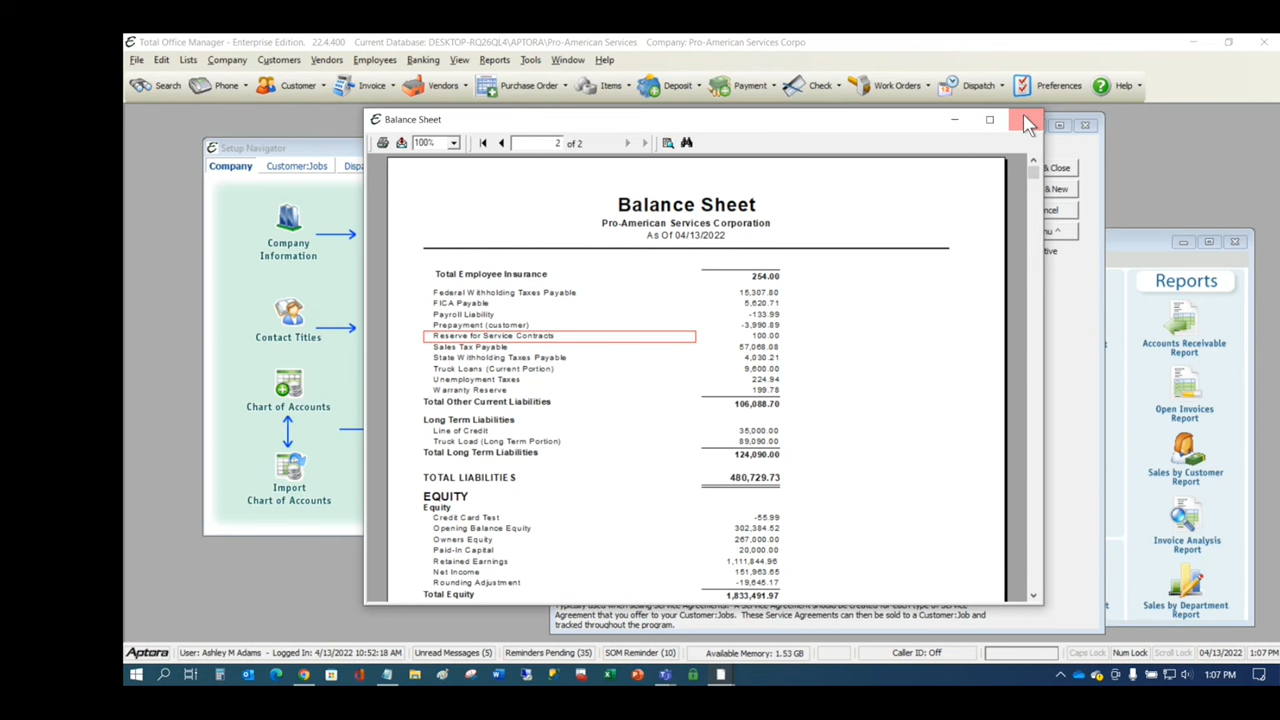 Total Office Manager - Enterprise Edition. 22.4.400 Current Database: DESKTOP-RQ26QL4\APTORA\Pro-American Services Company: Pro-American Services Corpo
File Edit Lists Company Customers Vendors Employees Banking View Reports Tools Window Help
Search Phone Customer Invoice Vendors Purchase Order Items Deposit Payment Check Work Orders Dispatch Preferences Help
Balance Sheet
100% 2 of 2
Setup Navigator
Company Customer:Jobs Dispa
Company
Information
Contact Titles
Chart of Accounts
Import
Chart of Accounts
Balance Sheet
Pro-American Services Corporation
As Of 04/13/2022
Total Employee Insurance 254.00
Federal Withholding Taxes Payable 15,307.80
FICA Payable 5,620.71
Payroll Liability -133.99
Prepayment (customer) -3,990.89
Reserve for Service Contracts 100.00
Sales Tax Payable 57,068.08
State Withholding Taxes Payable 4,030.21
Truck Loans (Current Portion) 9,600.00
Unemployment Taxes 224.94
Warranty Reserve 199.78
Total Other Current Liabilities 106,088.70
Long Term Liabilities
Line of Credit 35,000.00
Truck Load (Long Term Portion) 89,090.00
Total Long Term Liabilities 124,090.00
TOTAL LIABILITIES 480,729.73
EQUITY
Equity
Credit Card Test -55.99
Opening Balance Equity 302,384.52
Owners Equity 267,000.00
Paid-In Capital 20,000.00
Retained Earnings 1,111,844.96
Net Income 151,963.65
Rounding Adjustment -19,645.17
Total Equity 1,833,491.97
& Close
& New
ncel
nu ^
tive
Reports
Accounts Receivable
Report
Open Invoices
Report
Sales by Customer
Report
Invoice Analysis
Report
Sales by Department
Report
Agreement that you offer to your Customer:Jobs. These Service Agreements can then be sold to a Customer:Job and
tracked throughout the program.
Aptora User: Ashley M Adams - Logged In: 4/13/2022 10:52:18 AM Unread Messages (5) Reminders Pending (35) SOM Reminder (10) Available Memory: 1.53 GB Caller ID: Off Caps Lock Num Lock Scroll Lock 04/13/2022 1:07 PM
1:07 PM